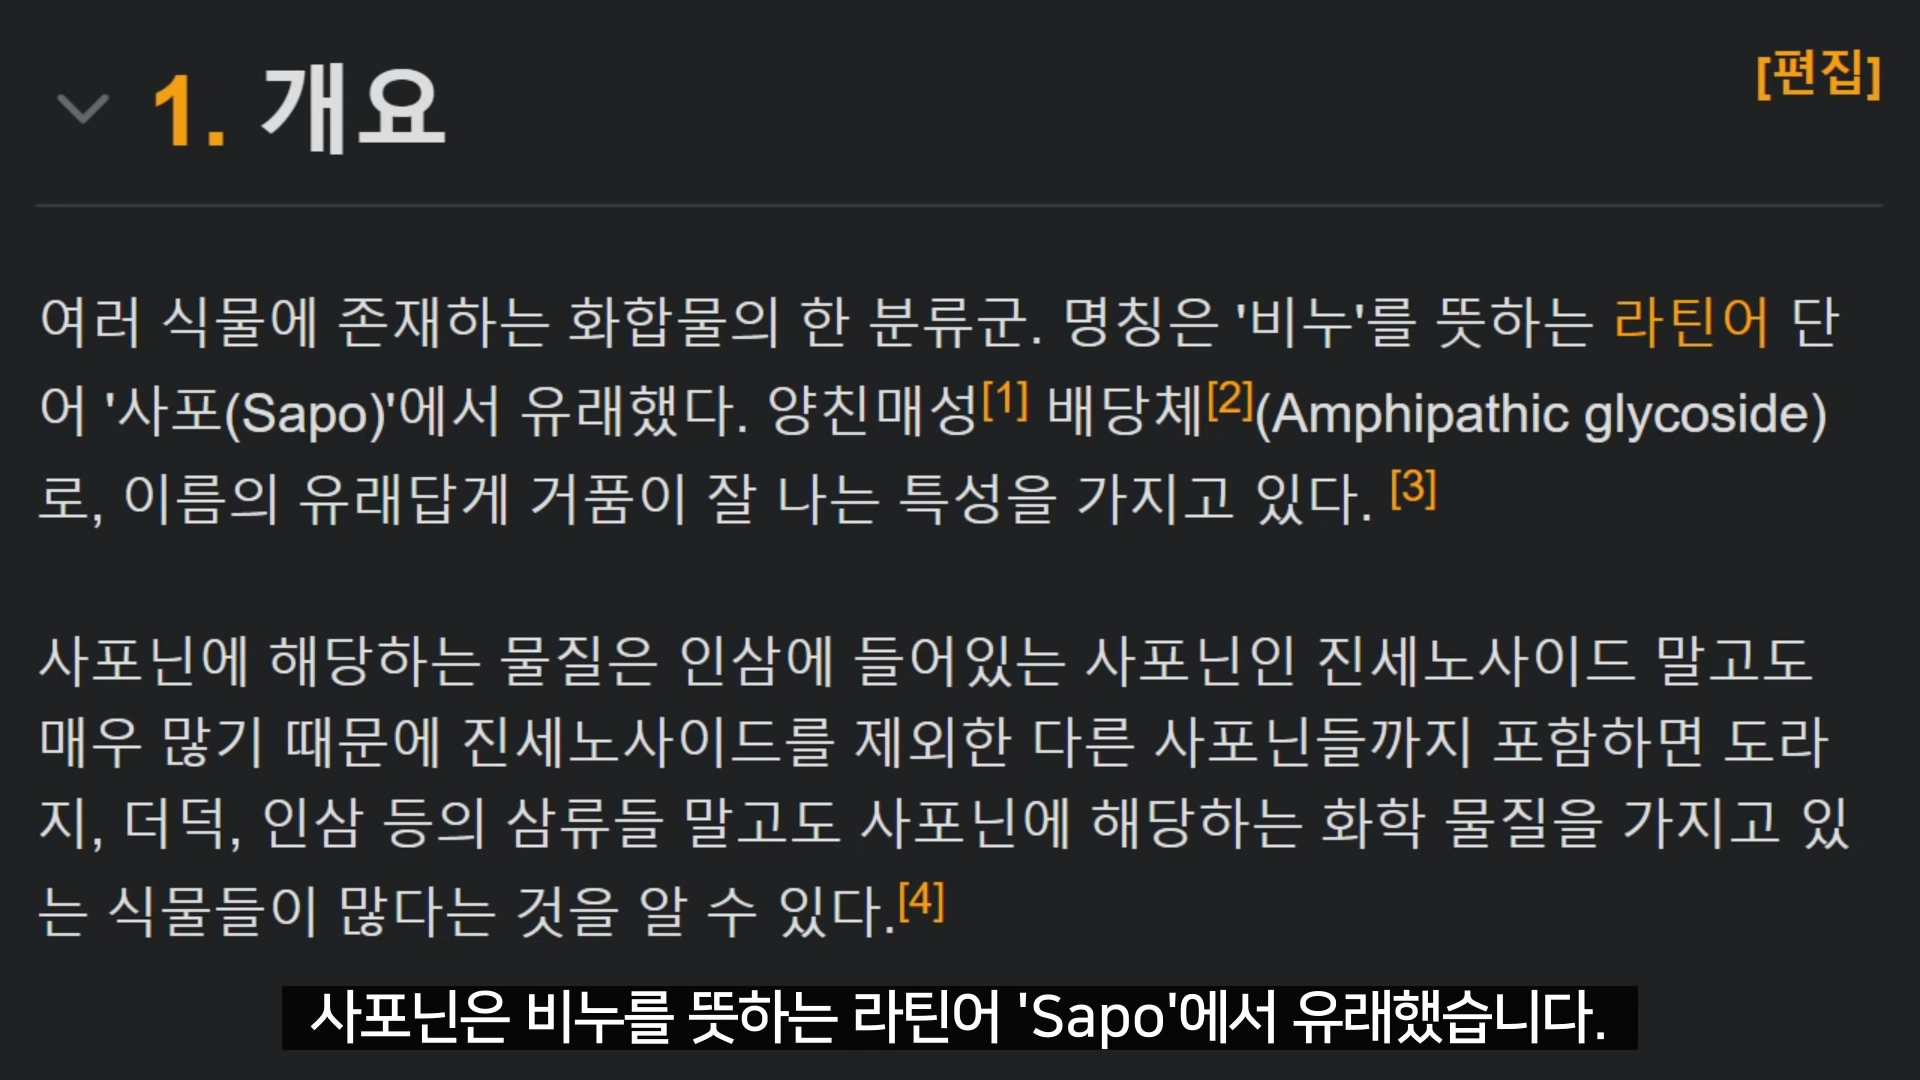 1. 개요
[편집]
여러 식물에 존재하는 화합물의 한 분류군. 명칭은 '비누'를 뜻하는 라틴어 단
어 '사포(Sapo)'에서 유래했다. 양친매성[1] 배당체[2](Amphipathic glycoside)
로, 이름의 유래답게 거품이 잘 나는 특성을 가지고 있다. [3]
사포닌에 해당하는 물질은 인삼에 들어있는 사포닌인 진세노사이드 말고도
매우 많기 때문에 진세노사이드를 제외한 다른 사포닌들까지 포함하면 도라
지, 더덕, 인삼 등의 삼류들 말고도 사포닌에 해당하는 화학 물질을 가지고 있
는 식물들이 많다는 것을 알 수 있다.[4]
사포닌은 비누를 뜻하는 라틴어 'Sapo'에서 유래했습니다.